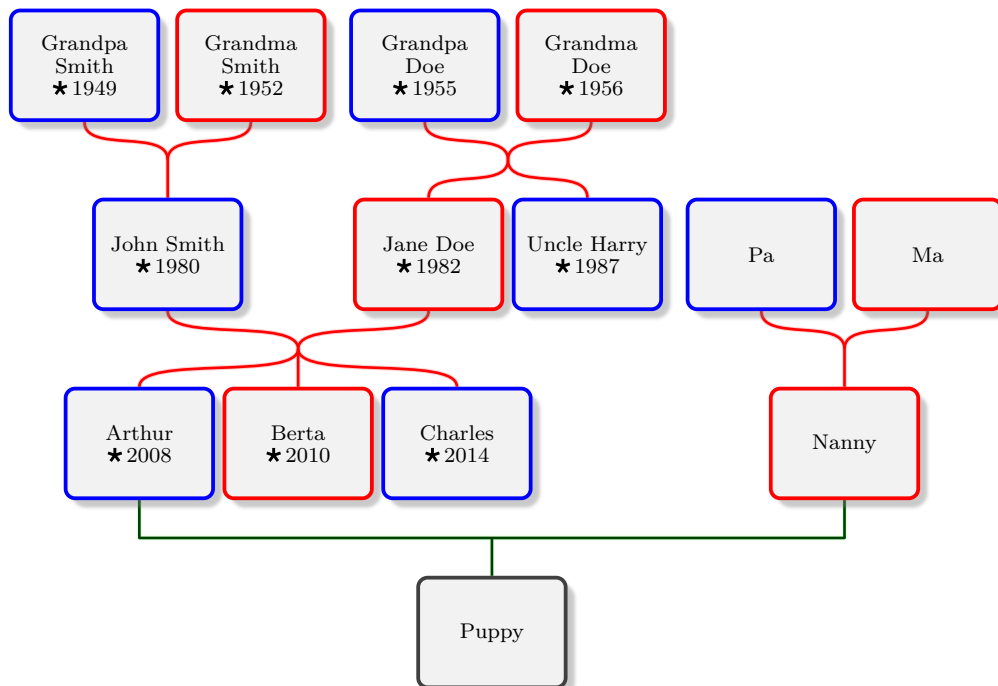 Grandpa
Smith
★1949
Grandma
Smith
★1952
Grandpa
Doe
★1955
Grandma
Doe
★1956
John Smith
★1980
Jane Doe
★1982
Uncle Harry
★1987
Pa
Ma
Arthur
★2008
Berta
★2010
Charles
★2014
Nanny
Puppy